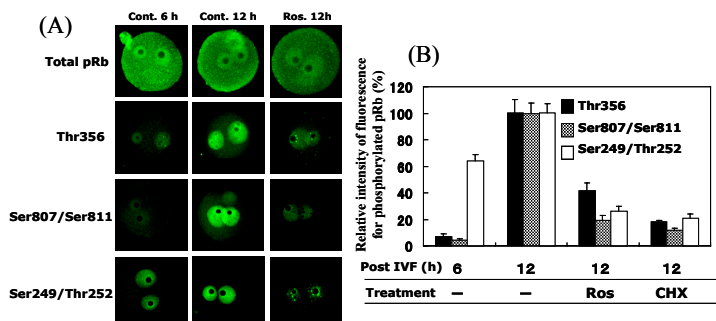 (A)
Cont. 6 h Cont. 12 h Ros. 12h
Total pRb
Thr356
Ser807/Ser811
Ser249/Thr252
(B)
Relative intensity of fluorescence
for phosphorylated pRb (%)
120
100
80
60
40
20
0
Thr356
Ser807/Ser811
Ser249/Thr252
Post IVF (h) 6 12 12 12
Treatment – – Ros CHX